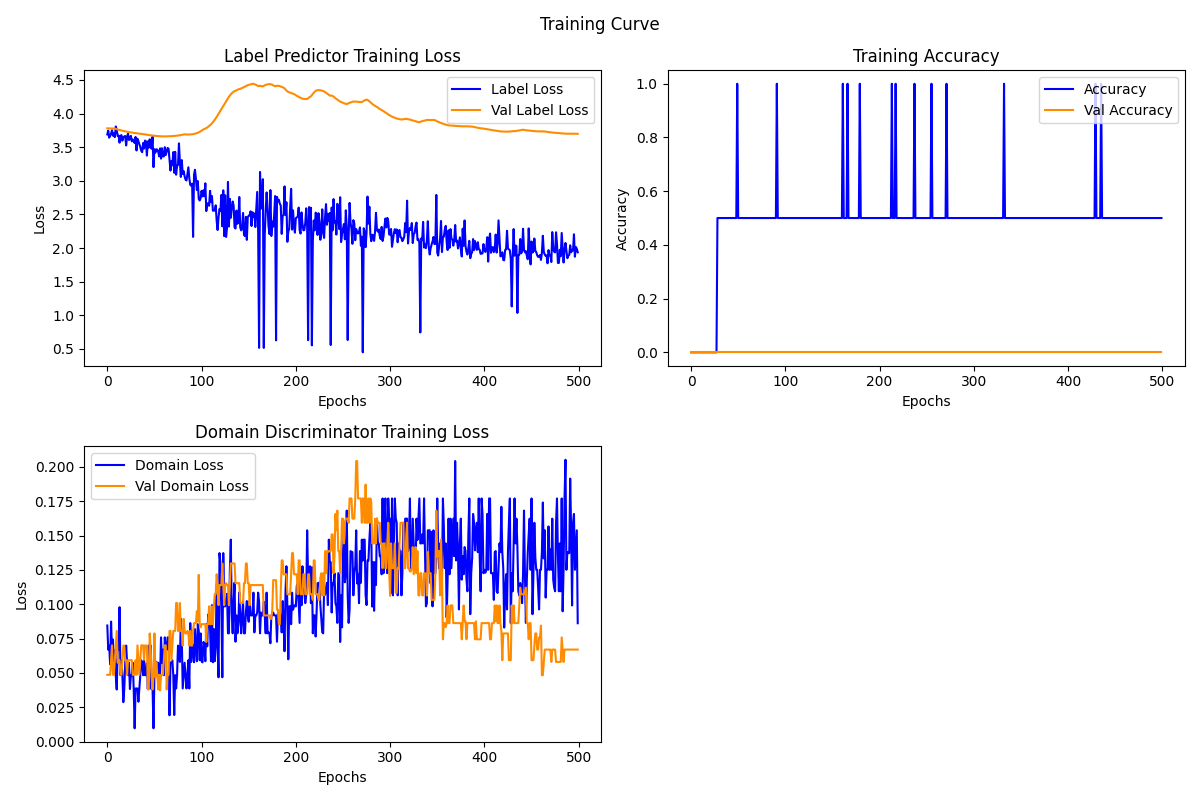 Training Curve
Label Predictor Training Loss
4.5
4.0
3.5
3.0
2.5
2.0
1.5
1.0
0.5
Loss
Label Loss
Val Label Loss
0 100 200 300 400 500
Epochs
Training Accuracy
1.0
0.8
0.6
0.4
0.2
0.0
Accuracy
Accuracy
Val Accuracy
0 100 200 300 400 500
Epochs
Domain Discriminator Training Loss
0.200
0.175
0.150
0.125
0.100
0.075
0.050
0.025
0.000
Loss
Domain Loss
Val Domain Loss
0 100 200 300 400 500
Epochs